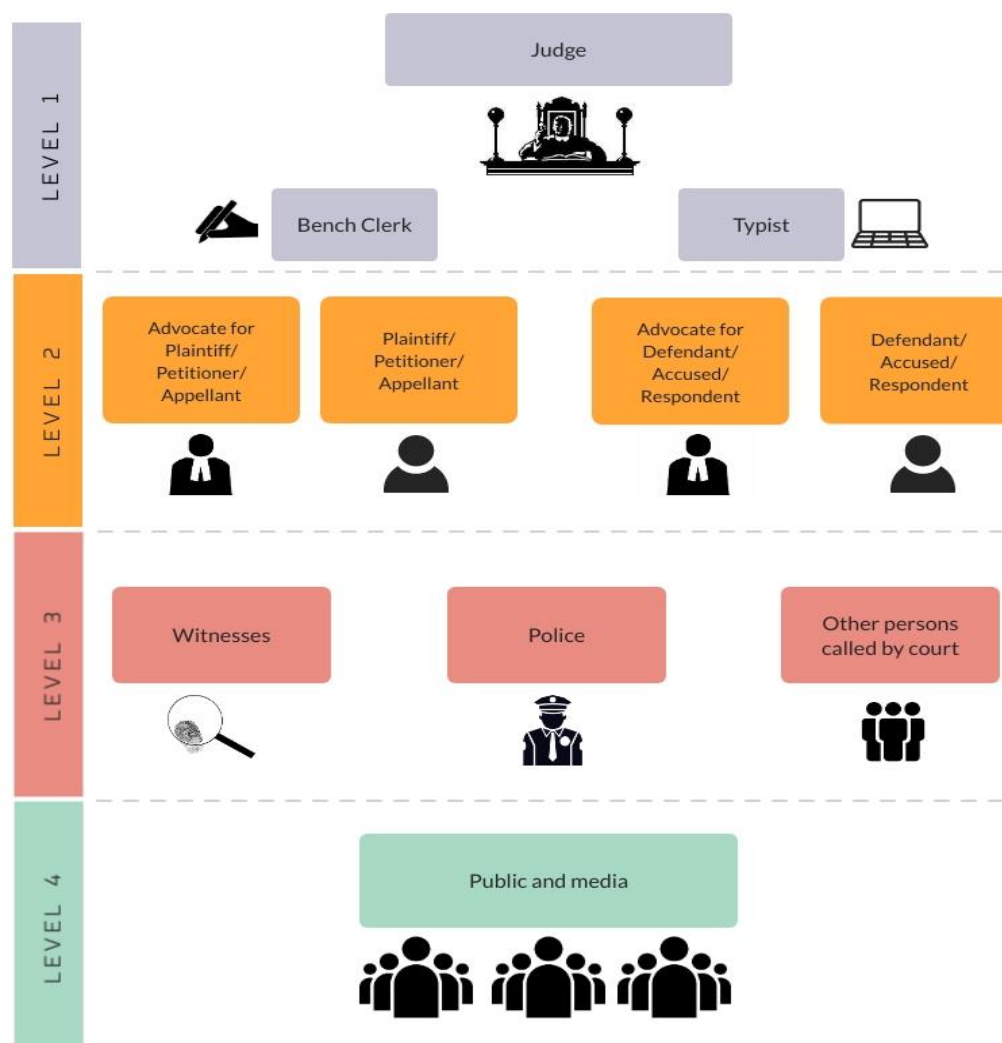 LEVEL 1
Judge
Bench Clerk
Typist
LEVEL 2
Advocate for
Plaintiff/
Petitioner/
Appellant
Plaintiff/
Petitioner/
Appellant
Advocate for
Defendant/
Accused/
Respondent
Defendant/
Accused/
Respondent
LEVEL 3
Witnesses
Police
Other persons
called by court
LEVEL 4
Public and media